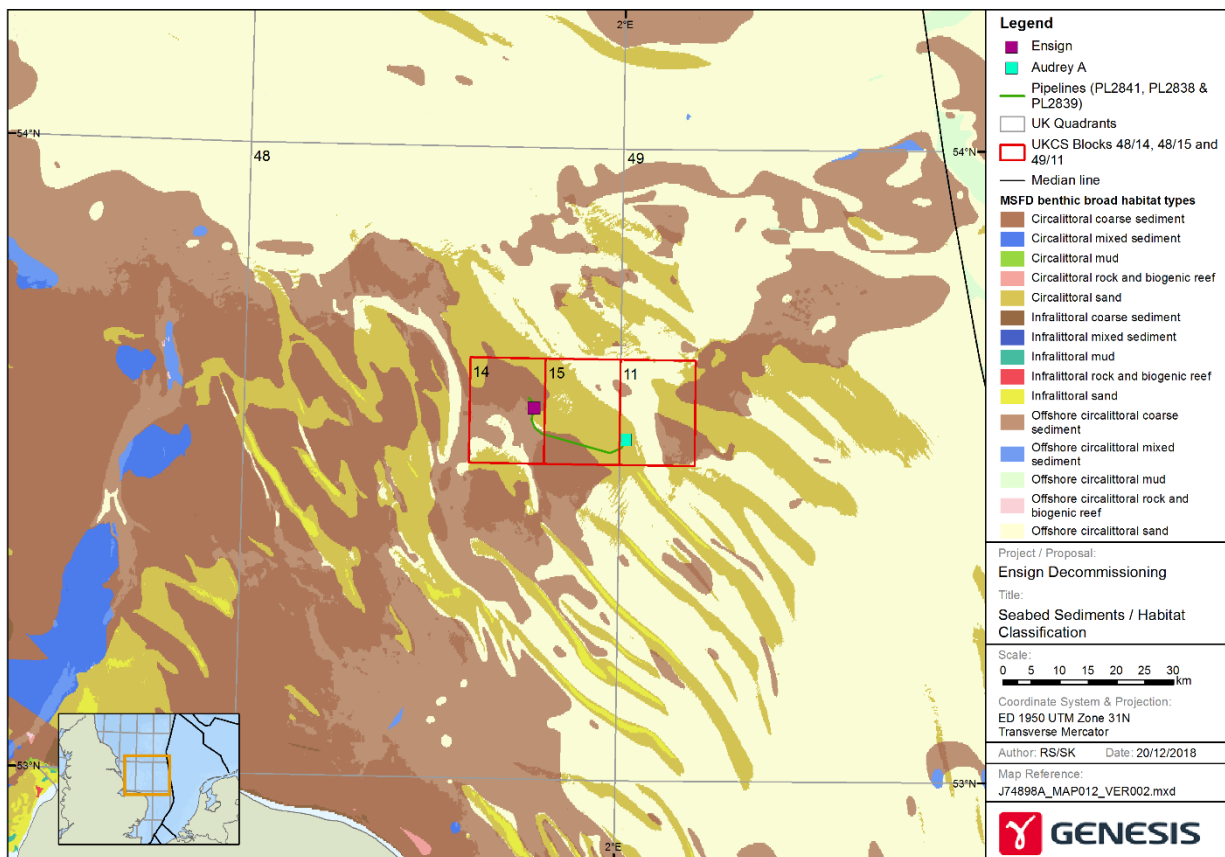 2°E
54°N
54°N
48
49
14
15
11
53°N
53°N
2°E
Legend
Ensign
Audrey A
Pipelines (PL2841, PL2838 &
PL2839)
UK Quadrants
UKCS Blocks 48/14, 48/15 and
49/11
Median line
MSFD benthic broad habitat types
Circalittoral coarse sediment
Circalittoral mixed sediment
Circalittoral mud
Circalittoral rock and biogenic reef
Circalittoral sand
Infralittoral coarse sediment
Infralittoral mixed sediment
Infralittoral mud
Infralittoral rock and biogenic reef
Infralittoral sand
Offshore circalittoral coarse
sediment
Offshore circalittoral mixed
sediment
Offshore circalittoral mud
Offshore circalittoral rock and
biogenic reef
Offshore circalittoral sand
Project / Proposal:
Ensign Decommissioning
Title:
Seabed Sediments / Habitat
Classification
Scale:
0 5 10 15 20 25 30
km
Coordinate System & Projection:
ED 1950 UTM Zone 31N
Transverse Mercator
Author: RS/SK Date: 20/12/2018
Map Reference:
J74898A_MAP012_VER002.mxd
GENESIS